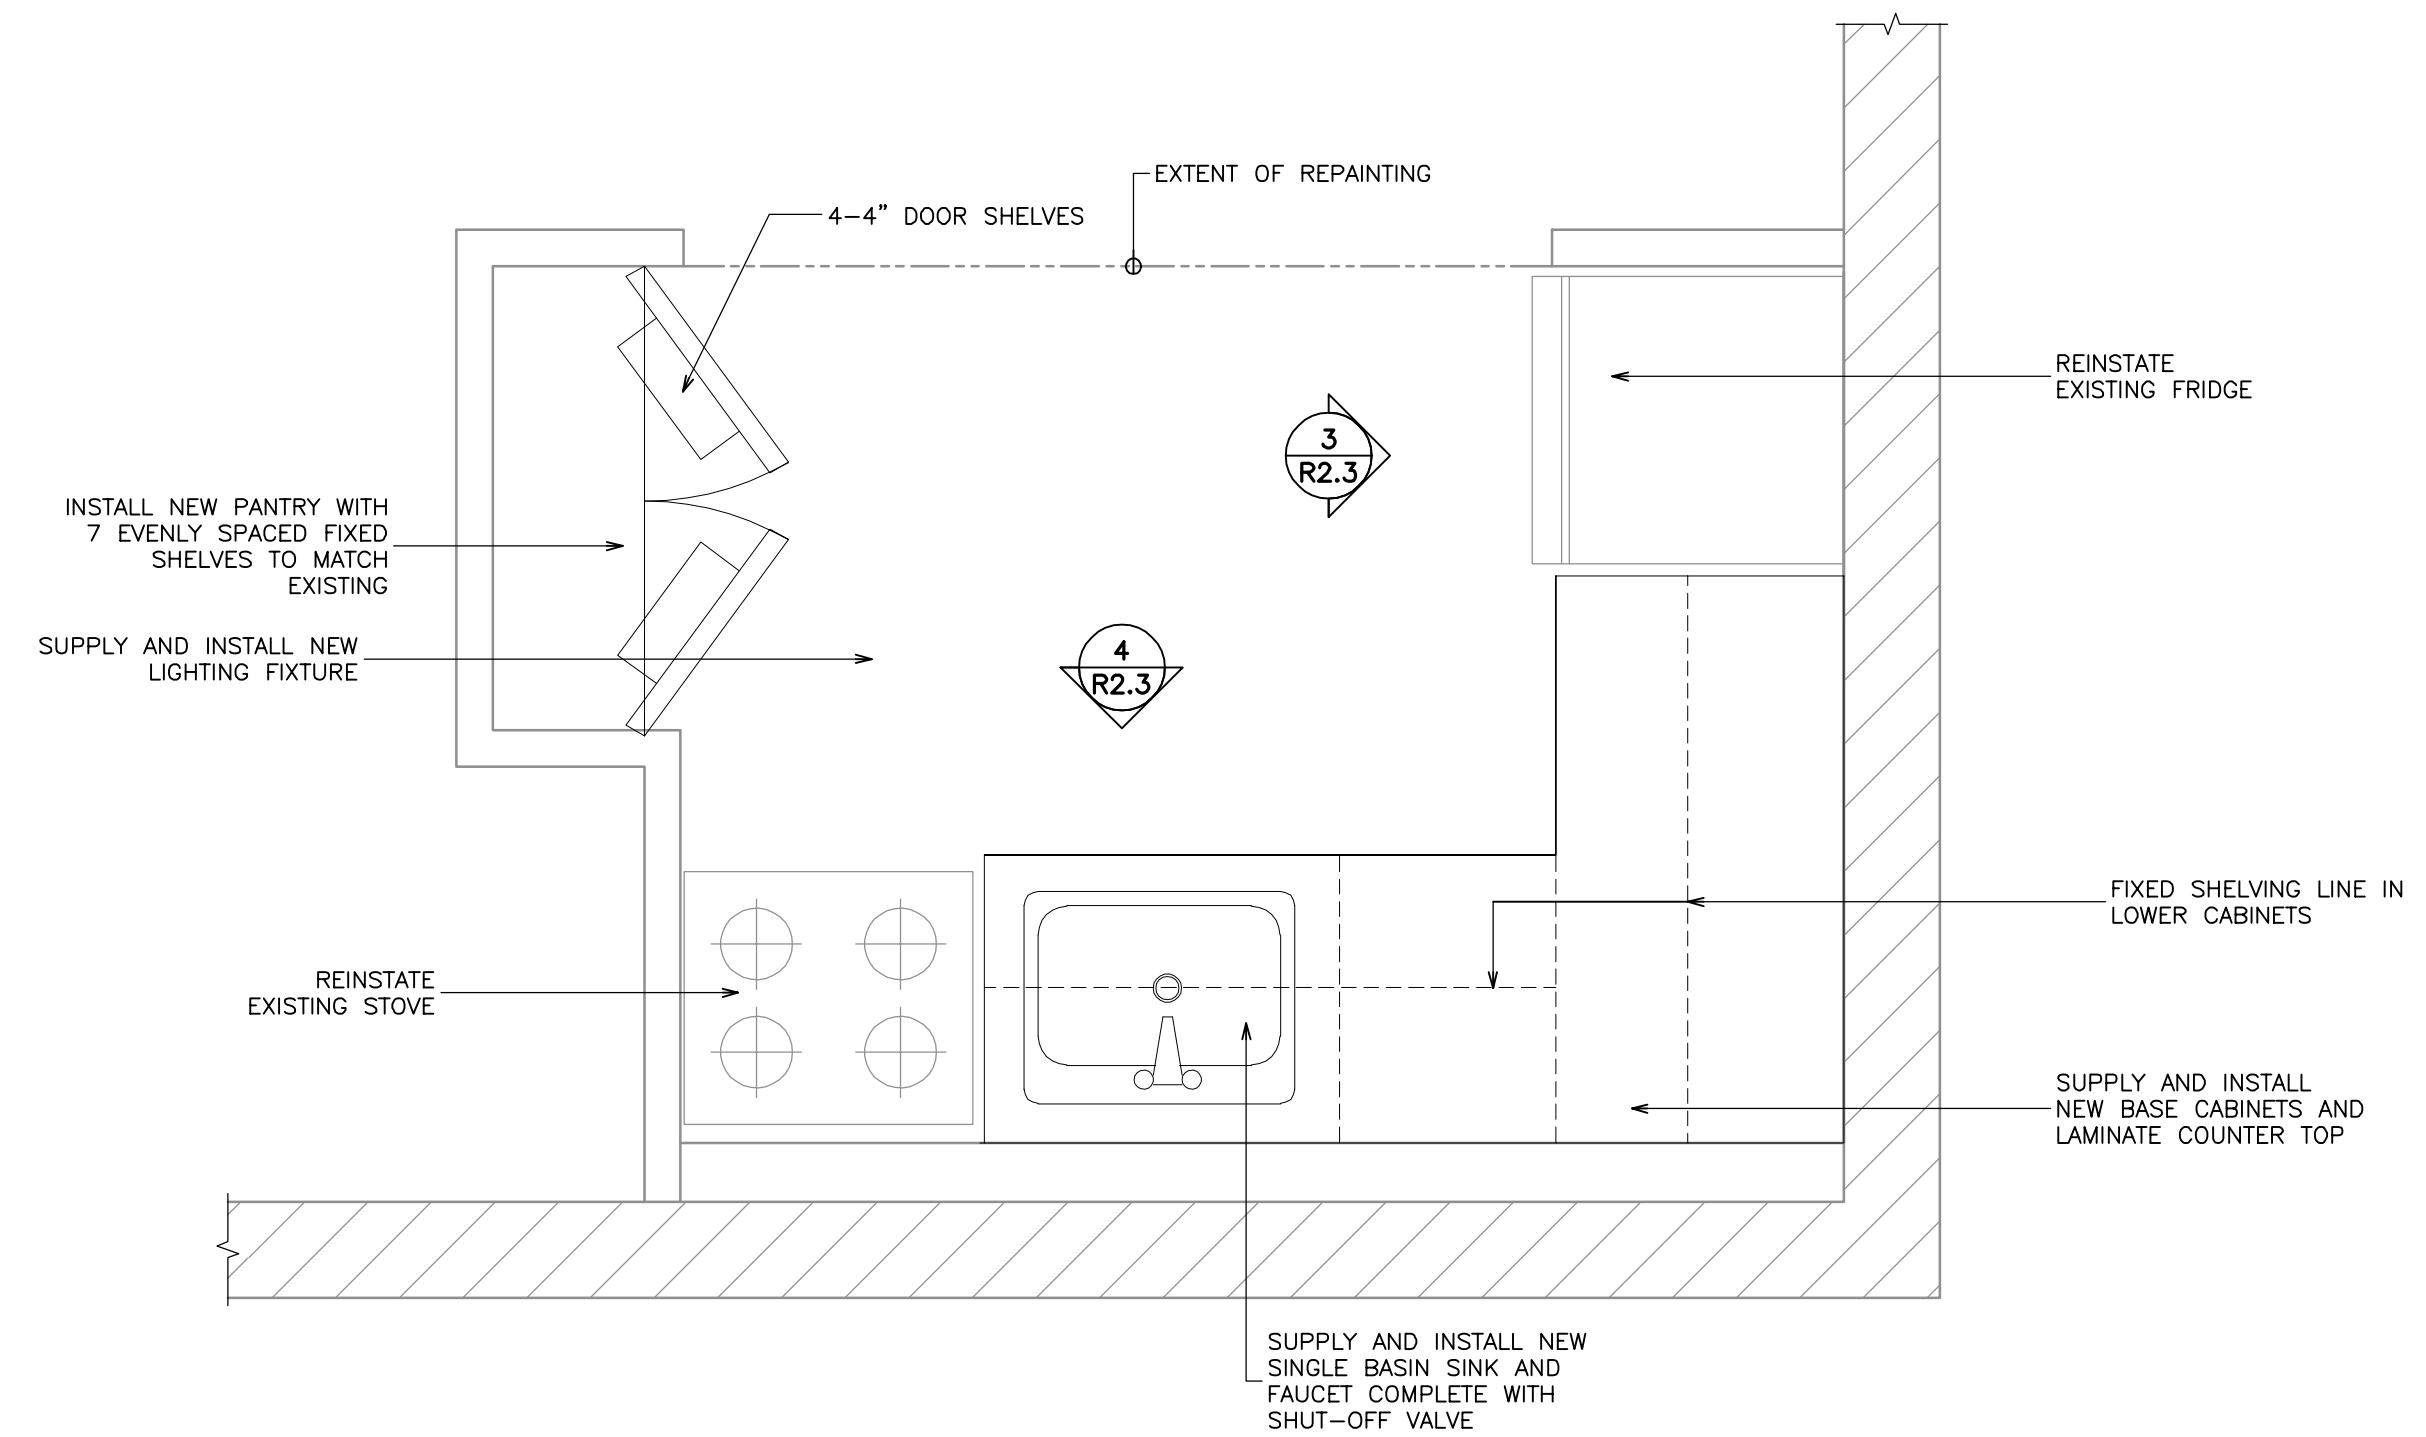 EXTENT OF REPAINTING
4-4” DOOR SHELVES
REINSTATE
EXISTING FRIDGE
3
R2.3
INSTALL NEW PANTRY WITH
7 EVENLY SPACED FIXED
SHELVES TO MATCH
EXISTING
SUPPLY AND INSTALL NEW
LIGHTING FIXTURE
4
R2.3
FIXED SHELVING LINE IN
LOWER CABINETS
REINSTATE
EXISTING STOVE
SUPPLY AND INSTALL
NEW BASE CABINETS AND
LAMINATE COUNTER TOP
SUPPLY AND INSTALL NEW
SINGLE BASIN SINK AND
FAUCET COMPLETE WITH
SHUT-OFF VALVE